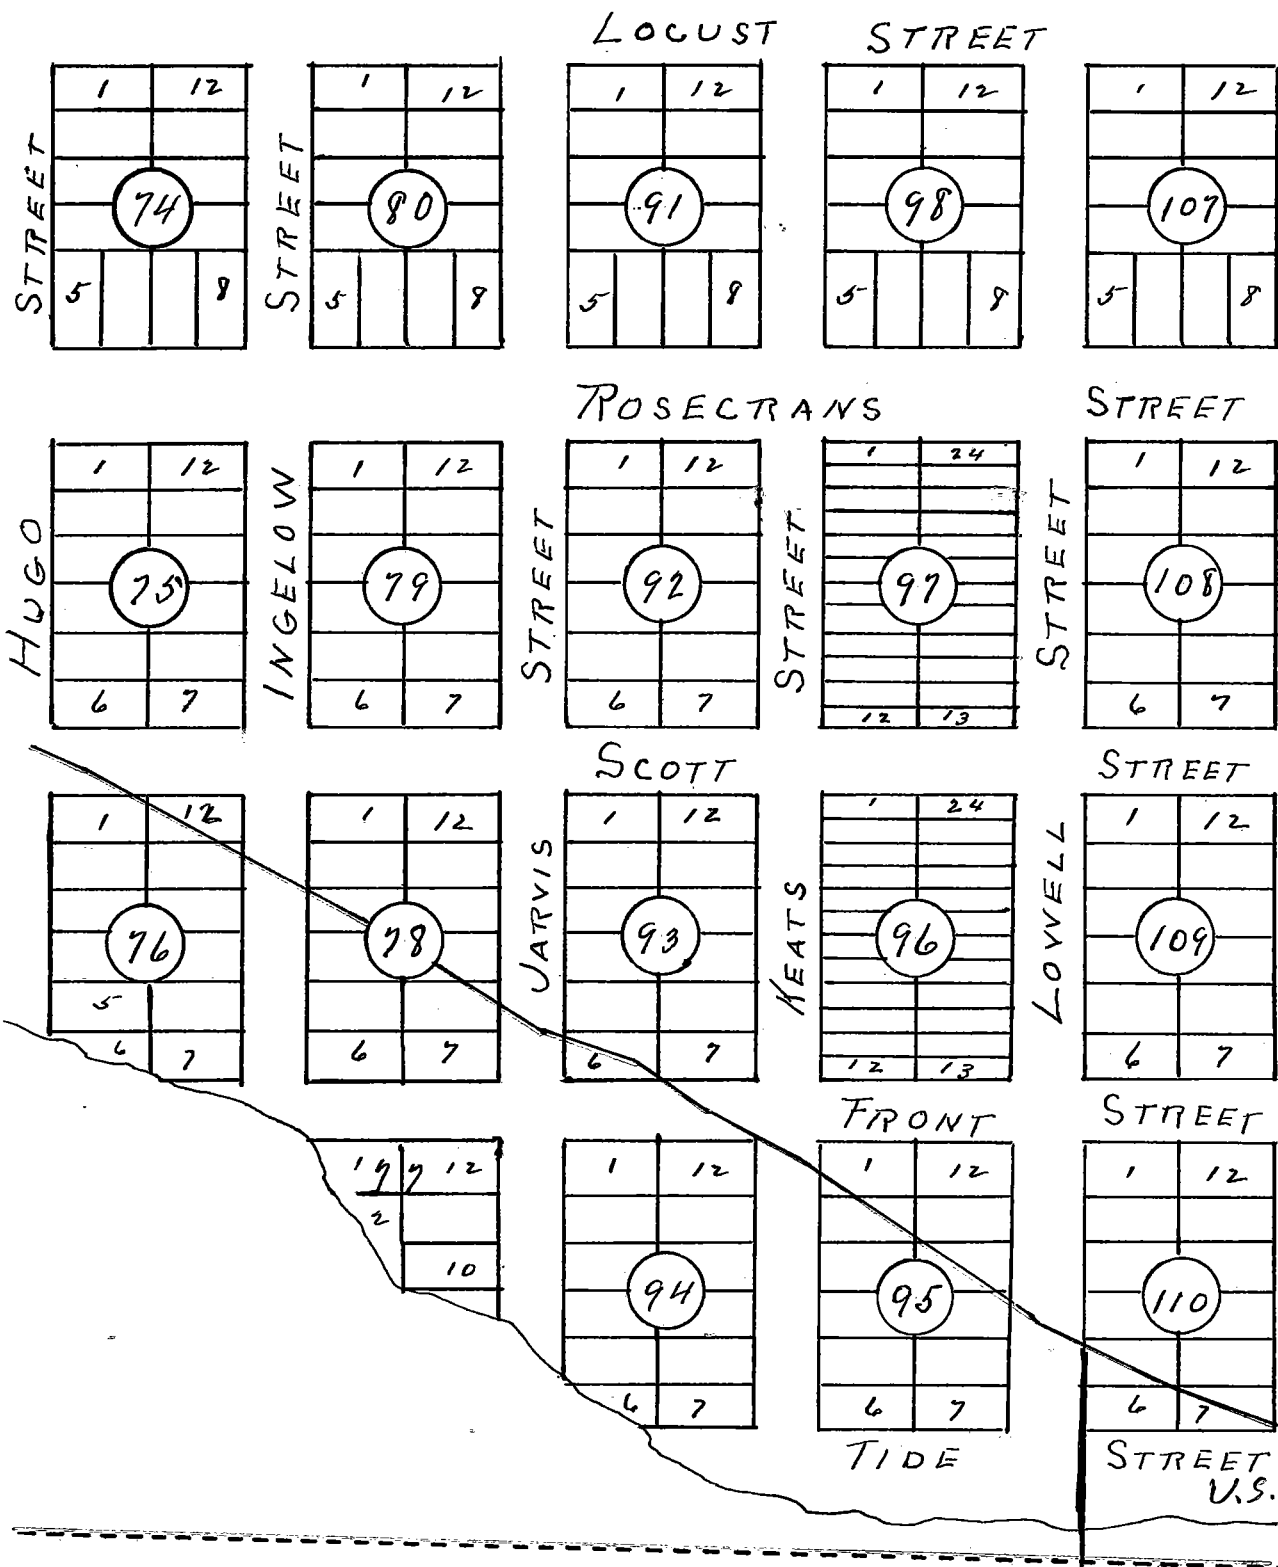 LOCUST STREET
1 12 1 12 1 12 1 12 1 12
STREET STREET
74 80 91 98 107
5 8 5 8 5 8 5 8 5 8
ROSECRANS STREET
1 12 1 12 1 12 1 24 1 12
HUGO INGELOW STREET STREET STREET
75 79 92 97 108
6 7 6 7 6 7 12 13 6 7
SCOTT STREET
1 12 1 12 1 12 1 24 1 12
JARVIS KEATS LOWELL
76 78 93 96 109
5
6 7 6 7 6 7 12 13 6 7
FRONT STREET
1 77 12 1 12 1 12 1 12
2
10
94 95 110
6 7 6 7 6 7
TIDE STREET
U.S.